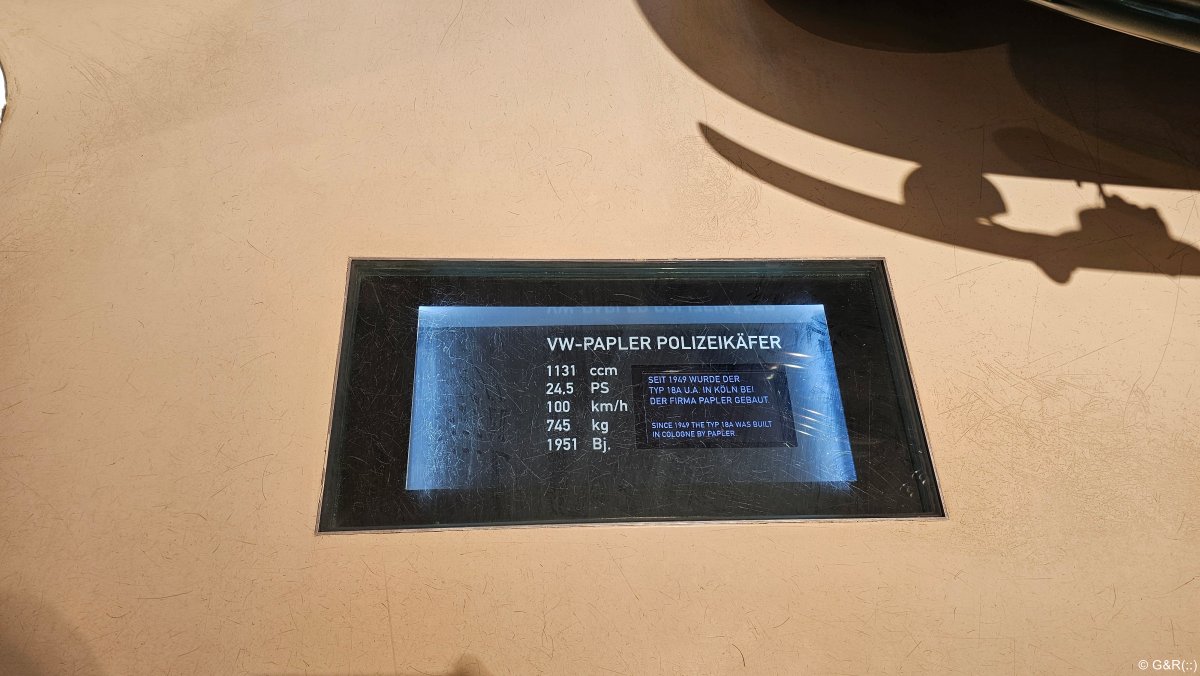 VW-PAPLER POLIZEIKÄFER
1131 ccm
24,5 PS
100 km/h
745 kg
1951 Bj.
SEIT 1949 WURDE DER
TYP 18A U.A. IN KÖLN BEI
DER FIRMA PAPLER GEBAUT.
SINCE 1949 THE TYP 18A WAS BUILT
IN COLOGNE BY PAPLER.
© G&R(::)